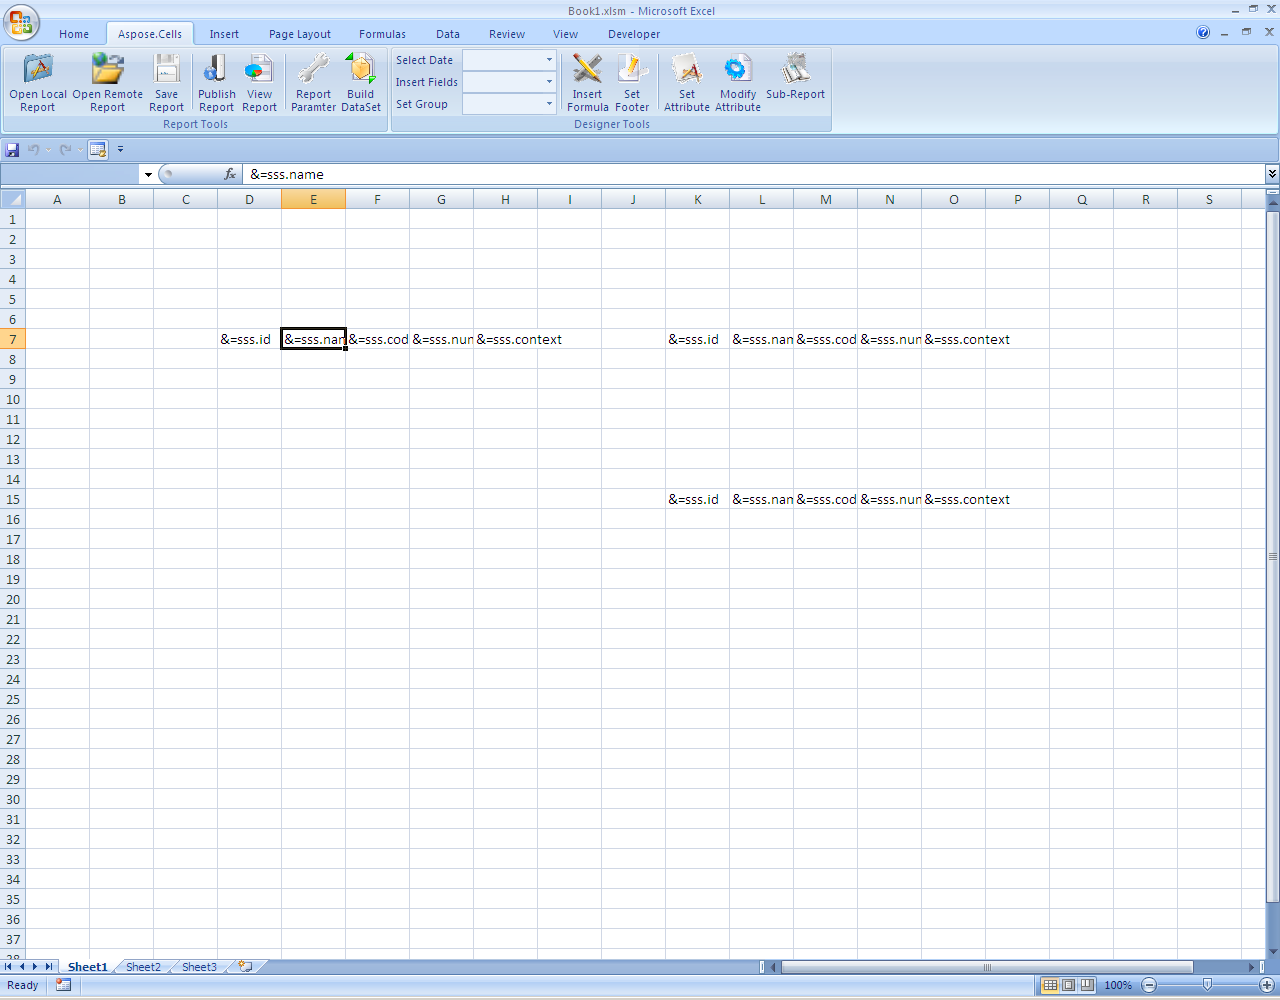 Book1.xlsm - Microsoft Excel
Home Aspose.Cells Insert Page Layout Formulas Data Review View Developer
Open Local Report
Open Remote Report
Save Report
Publish Report
View Report
Report Paramter
Build DataSet
Report Tools
Select Date
Insert Fields
Set Group
Insert Formula
Set Footer
Set Attribute
Modify Attribute
Sub-Report
Designer Tools
fx &=sss.name
A B C D E F G H I J K L M N O P Q R S
1
2
3
4
5
6
7 &=sss.id &=sss.nan &=sss.cod &=sss.nun &=sss.context &=sss.id &=sss.nan &=sss.cod &=sss.nun &=sss.context
8
9
10
11
12
13
14
15 &=sss.id &=sss.nan &=sss.cod &=sss.nun &=sss.context
16
17
18
19
20
21
22
23
24
25
26
27
28
29
30
31
32
33
34
35
36
37
38
Sheet1 Sheet2 Sheet3
Ready 100%